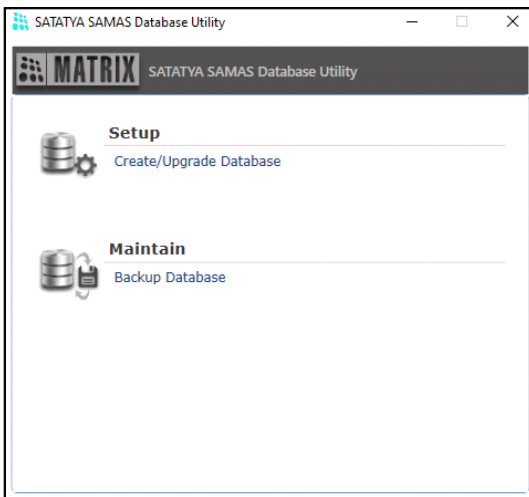 SATATYA SAMAS Database Utility
MATRIX SATATYA SAMAS Database Utility
Setup
Create/Upgrade Database
Maintain
Backup Database